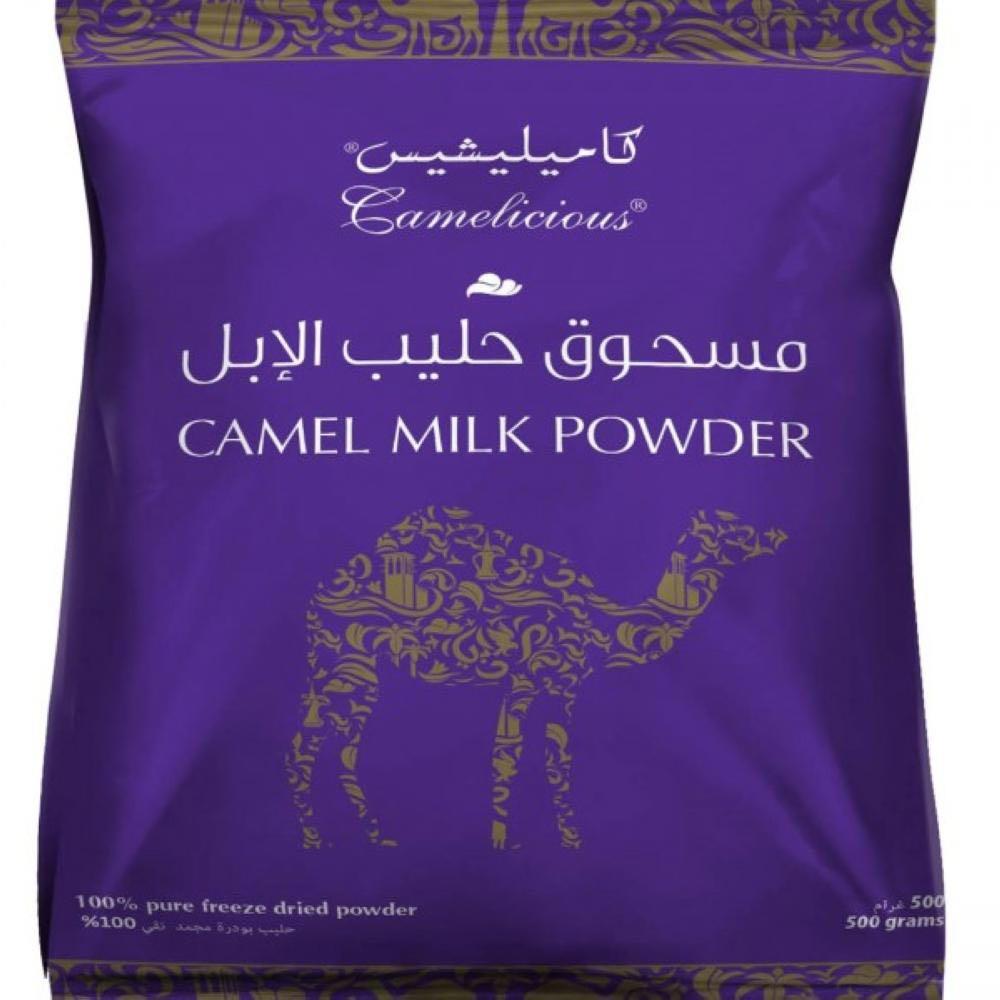 كاميليشيس®
Camelicious®
مسحوق حليب الإبل
CAMEL MILK POWDER
100% pure freeze dried powder
حليب بودرة مجمد نقي 100%
500 غرام
500 grams